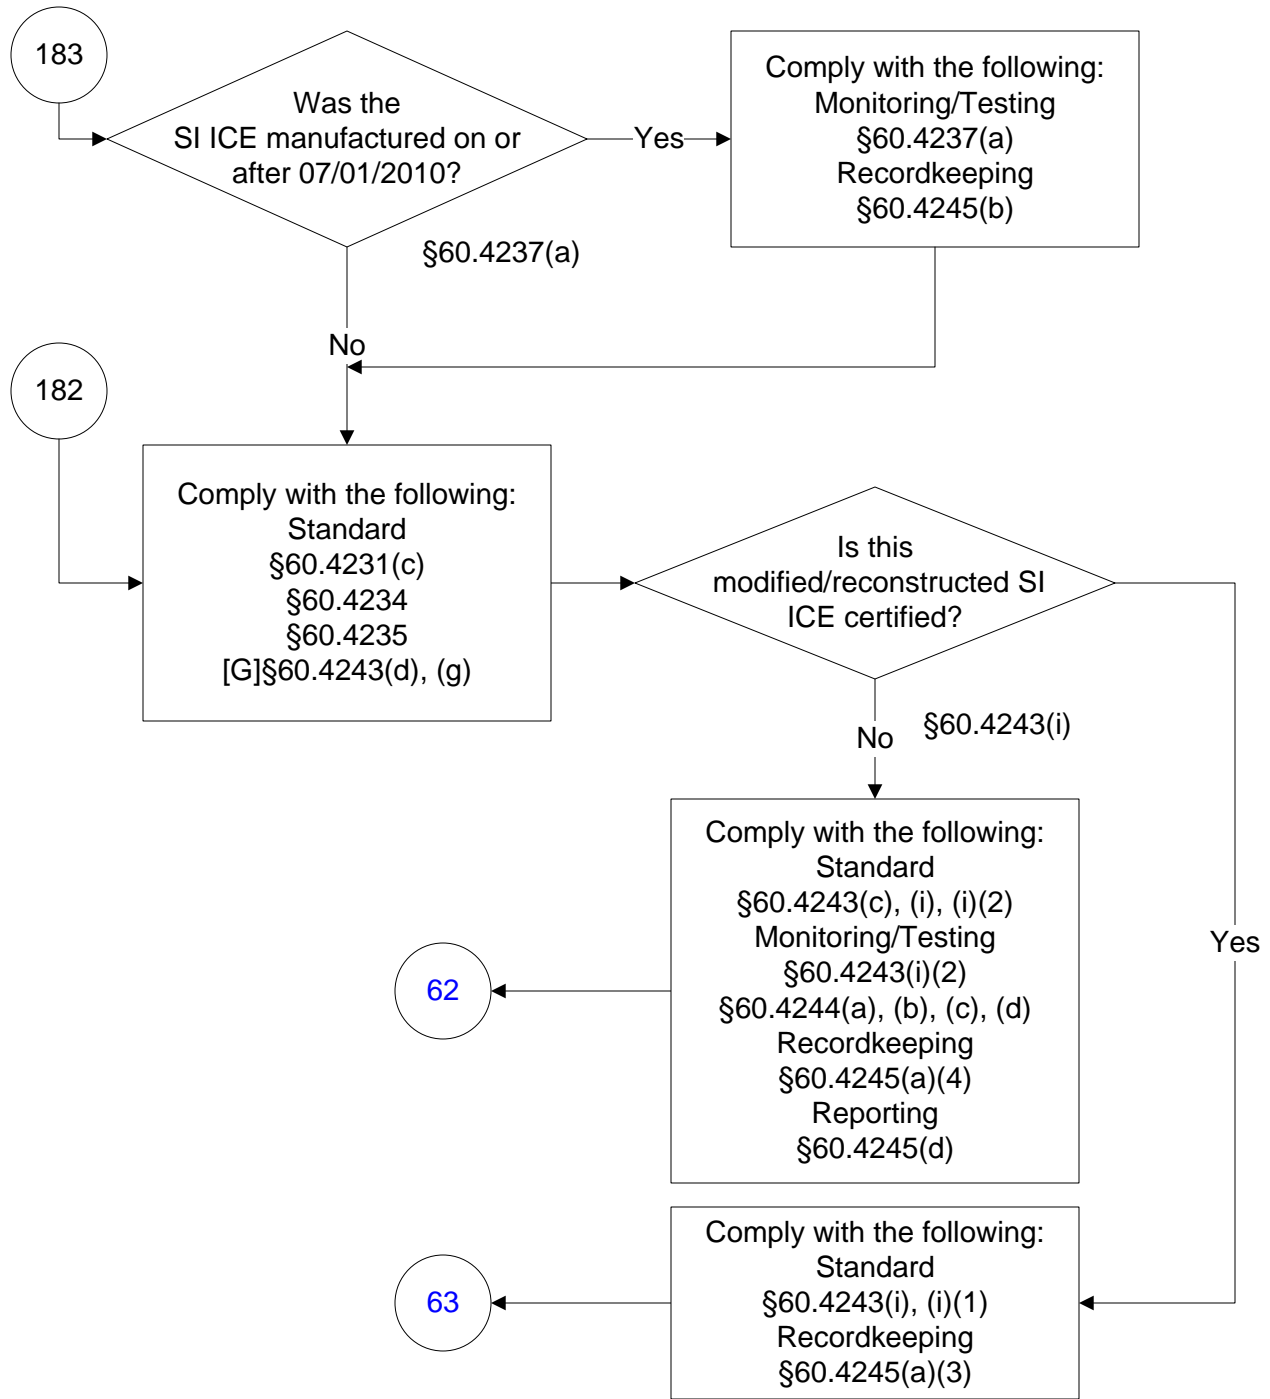 183
Was the
SI ICE manufactured on or
after 07/01/2010?
Yes
Comply with the following:
Monitoring/Testing
§60.4237(a)
Recordkeeping
§60.4245(b)
§60.4237(a)
No
182
Comply with the following:
Standard
§60.4231(c)
§60.4234
§60.4235
[G]§60.4243(d), (g)
Is this
modified/reconstructed SI
ICE certified?
§60.4243(i)
No
Yes
Comply with the following:
Standard
§60.4243(c), (i), (i)(2)
Monitoring/Testing
§60.4243(i)(2)
§60.4244(a), (b), (c), (d)
Recordkeeping
§60.4245(a)(4)
Reporting
§60.4245(d)
62
Comply with the following:
Standard
§60.4243(i), (i)(1)
Recordkeeping
§60.4245(a)(3)
63